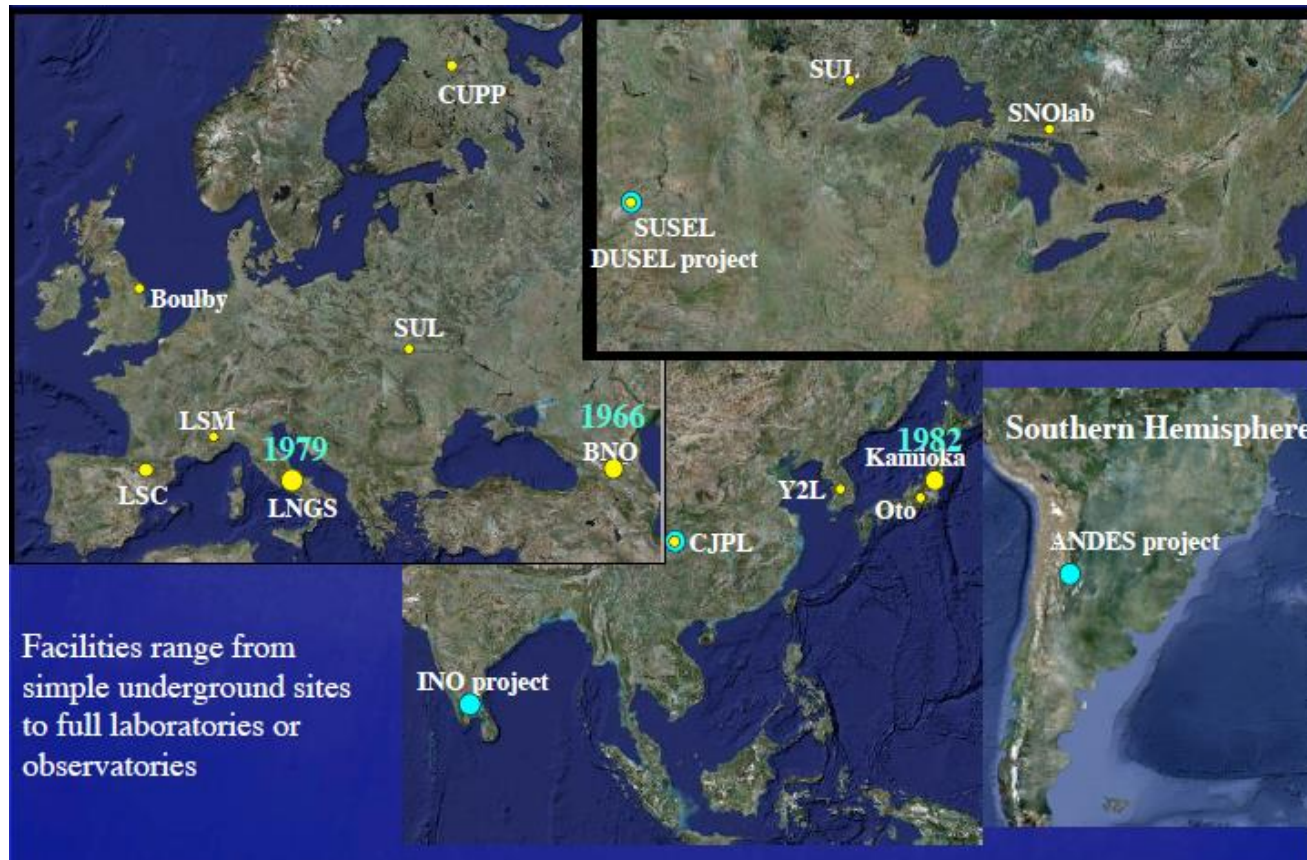 CUPP
Boulby
SUL
LSM
1979
1966
BNO
LSC
LNGS
SUL
SNOlab
SUSEL
DUSEL project
1982
Kamioka
Y2L
Oto
CJPL
INO project
Southern Hemisphere
ANDES project
Facilities range from
simple underground sites
to full laboratories or
observatories